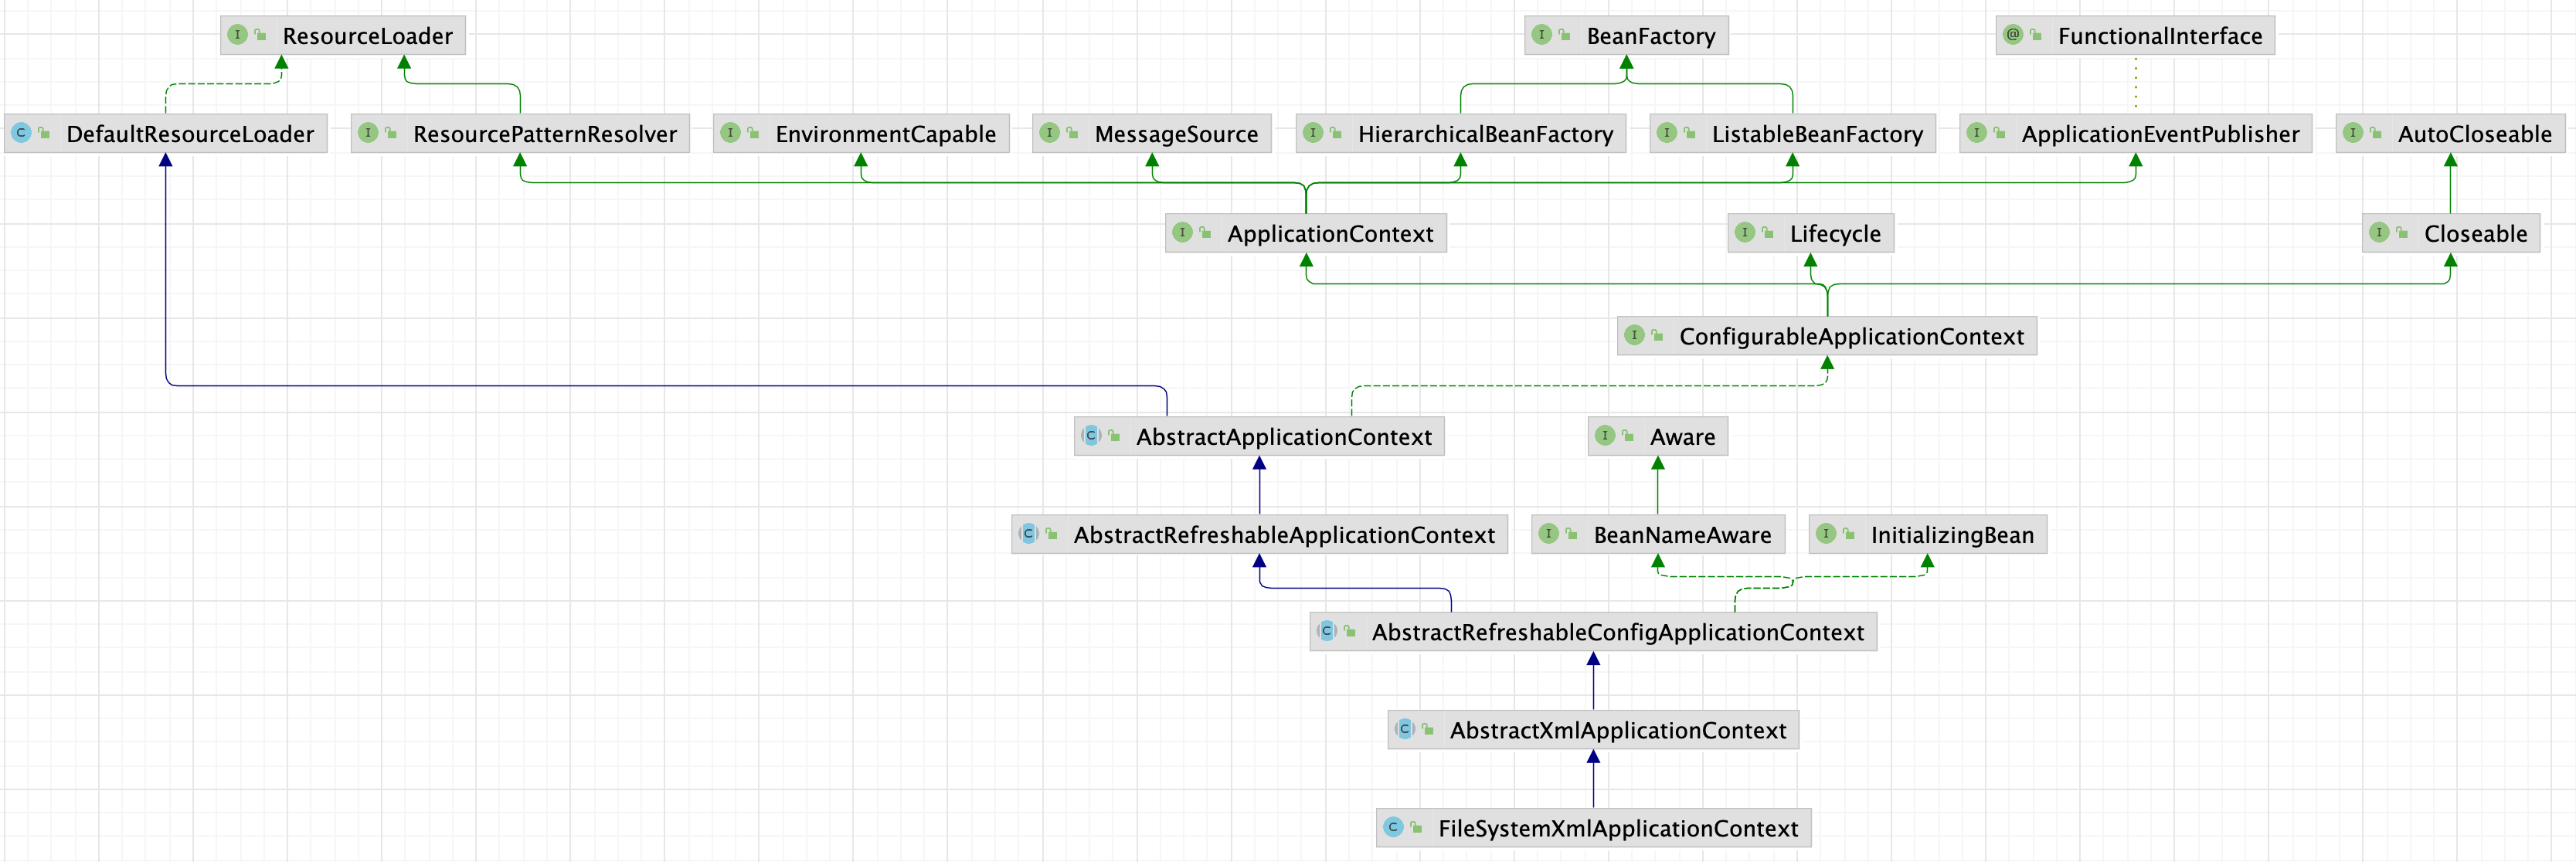 I ResourceLoader
I BeanFactory
@ FunctionalInterface
C DefaultResourceLoader
I ResourcePatternResolver
I EnvironmentCapable
I MessageSource
I HierarchicalBeanFactory
I ListableBeanFactory
I ApplicationEventPublisher
I AutoCloseable
I ApplicationContext
I Lifecycle
I Closeable
I ConfigurableApplicationContext
C AbstractApplicationContext
I Aware
C AbstractRefreshableApplicationContext
I BeanNameAware
I InitializingBean
C AbstractRefreshableConfigApplicationContext
C AbstractXmlApplicationContext
C FileSystemXmlApplicationContext